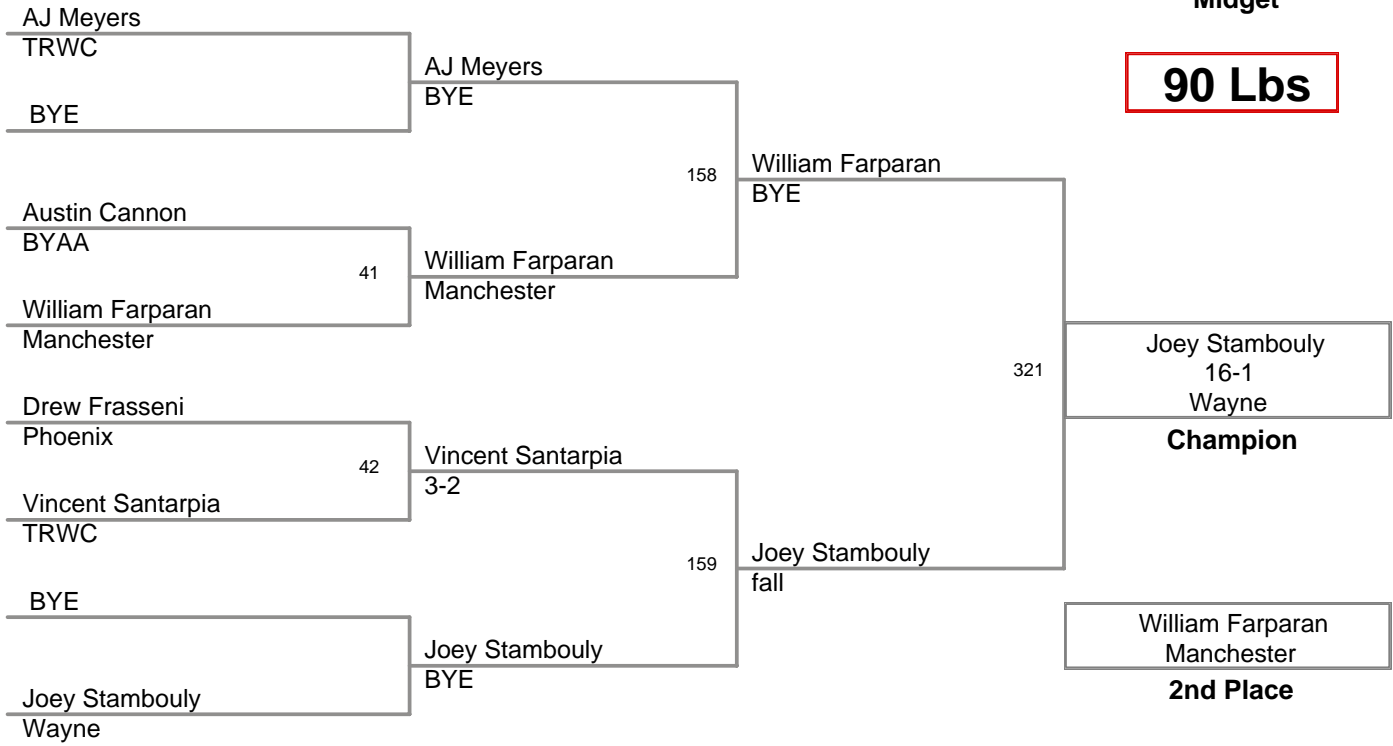 Midget
90 Lbs
AJ Meyers
TRWC
BYE
Austin Cannon
BYAA
41
William Farparan
Manchester
Drew Frasseni
Phoenix
42
Vincent Santarpia
TRWC
BYE
Joey Stambouly
Wayne
AJ Meyers
BYE
158
William Farparan
Manchester
Vincent Santarpia
3-2
159
Joey Stambouly
BYE
William Farparan
BYE
321
Joey Stambouly
fall
Joey Stambouly
16-1
Wayne
Champion
William Farparan
Manchester
2nd Place